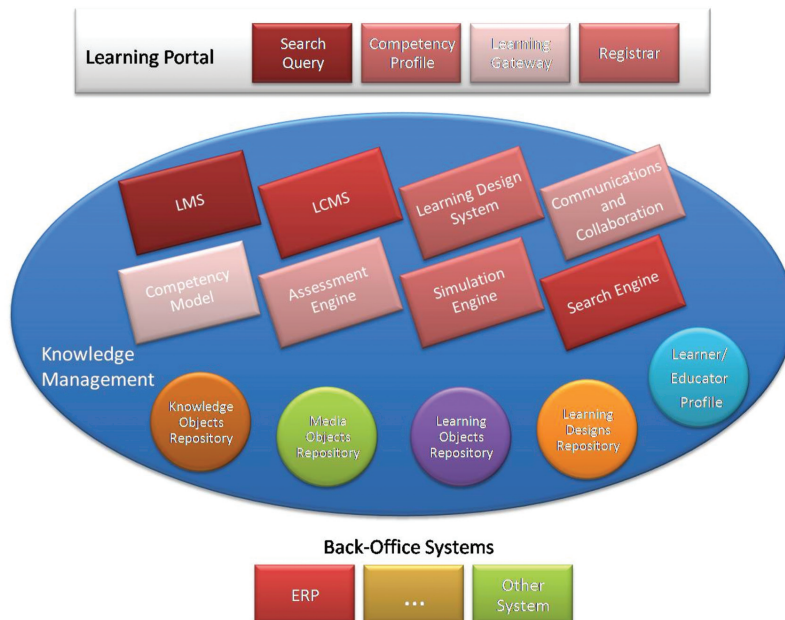 Learning Portal
Search
Query
Competency
Profile
Learning
Gateway
Registrar
LMS
LCMS
Learning Design
System
Communications
and
Collaboration
Competency
Model
Assessment
Engine
Simulation
Engine
Search Engine
Knowledge
Management
Knowledge
Objects
Repository
Media
Objects
Repository
Learning
Objects
Repository
Learning
Designs
Repository
Learner/
Educator
Profile
Back-Office Systems
ERP
...
Other
System